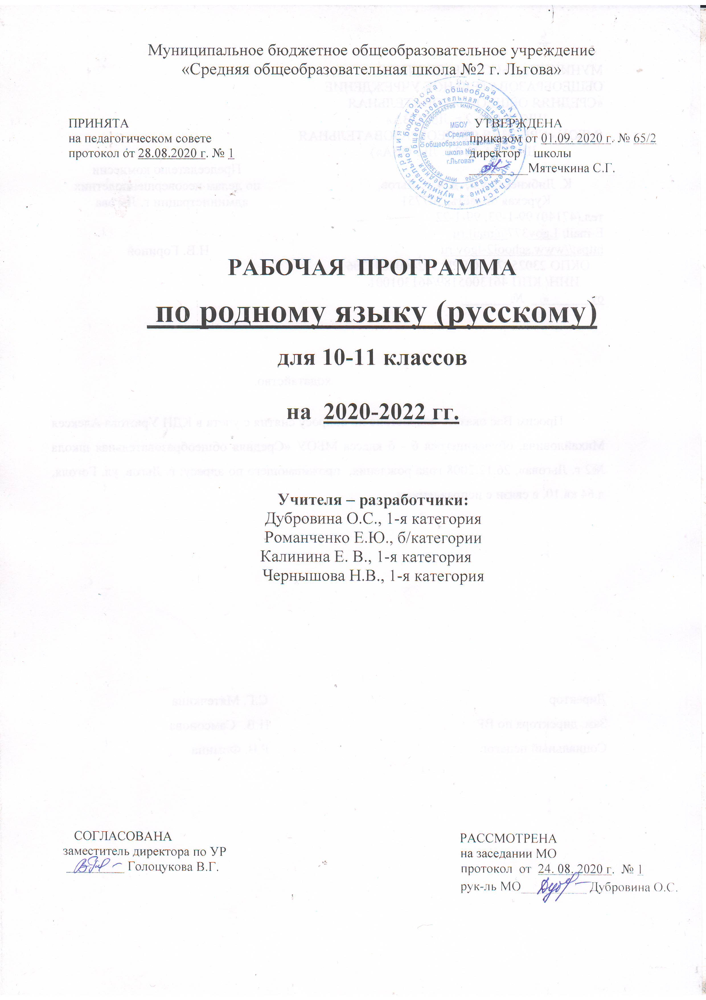 Муниципальное бюджетное общеобразовательное учреждение
«Средняя общеобразовательная школа №2 г. Льгова»
ПРИНЯТА
на педагогическом совете
протокол от 28.08.2020 г. № 1
УТВЕРЖДЕНА
приказом от 01.09. 2020 г. № 65/2
директор школы
Мятечкина С.Г.
МБОУ
«Средняя
общеобразовательная
школа №2
г.Льгова»
РАБОЧАЯ ПРОГРАММА
по родному языку (русскому)
для 10-11 классов
на 2020-2022 гг.
Учителя – разработчики:
Дубровина О.С., 1-я категория
Романченко Е.Ю., б/категории
Калинина Е. В., 1-я категория
Чернышова Н.В., 1-я категория
СОГЛАСОВАНА
заместитель директора по УР
Голоцукова В.Г.
РАССМОТРЕНА
на заседании МО
протокол от 24. 08. 2020 г. № 1
рук-ль МО Дубровина О.С.